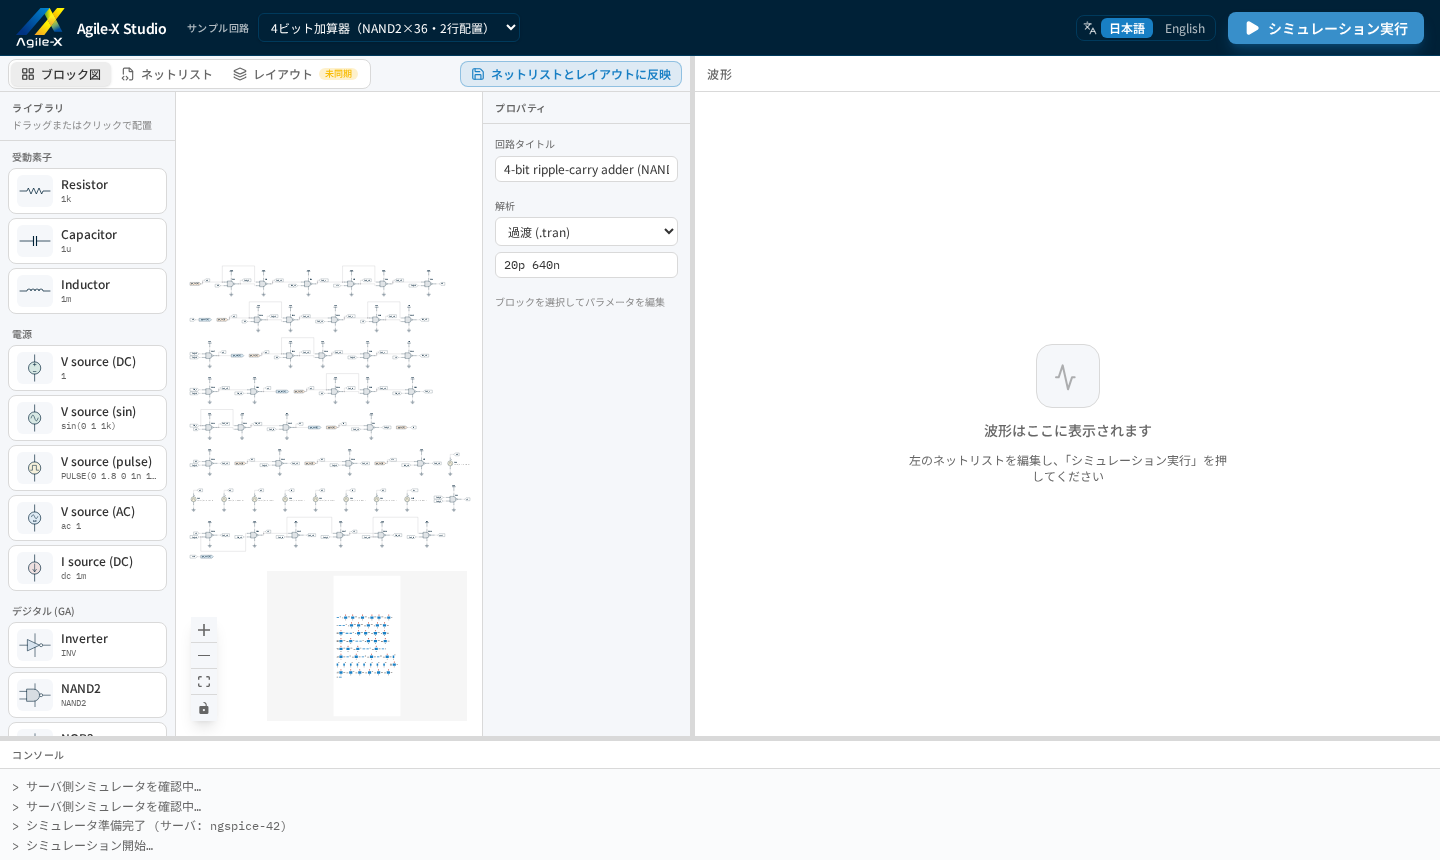 Agile-X
Agile-X Studio
サンプル回路
4ビット加算器（NAND2×36・2行配置）
日本語
English
シミュレーション実行
ブロック図
ネットリスト
レイアウト
未同期
ネットリストとレイアウトに反映
波形
ライブラリ
ドラッグまたはクリックで配置
受動素子
Resistor
1k
Capacitor
1u
Inductor
1m
電源
V source (DC)
1
V source (sin)
sin(0 1 1k)
V source (pulse)
PULSE(0 1.8 0 1n 1…
V source (AC)
ac 1
I source (DC)
dc 1m
デジタル (GA)
Inverter
INV
NAND2
NAND2
プロパティ
回路タイトル
4-bit ripple-carry adder (NANI
解析
過渡 (.tran)
20p 640n
ブロックを選択してパラメータを編集
波形はここに表示されます
左のネットリストを編集し、「シミュレーション実行」を押
してください
コンソール
> サーバ側シミュレータを確認中…
> サーバ側シミュレータを確認中…
> シミュレータ準備完了 (サーバ: ngspice-42)
> シミュレーション開始…